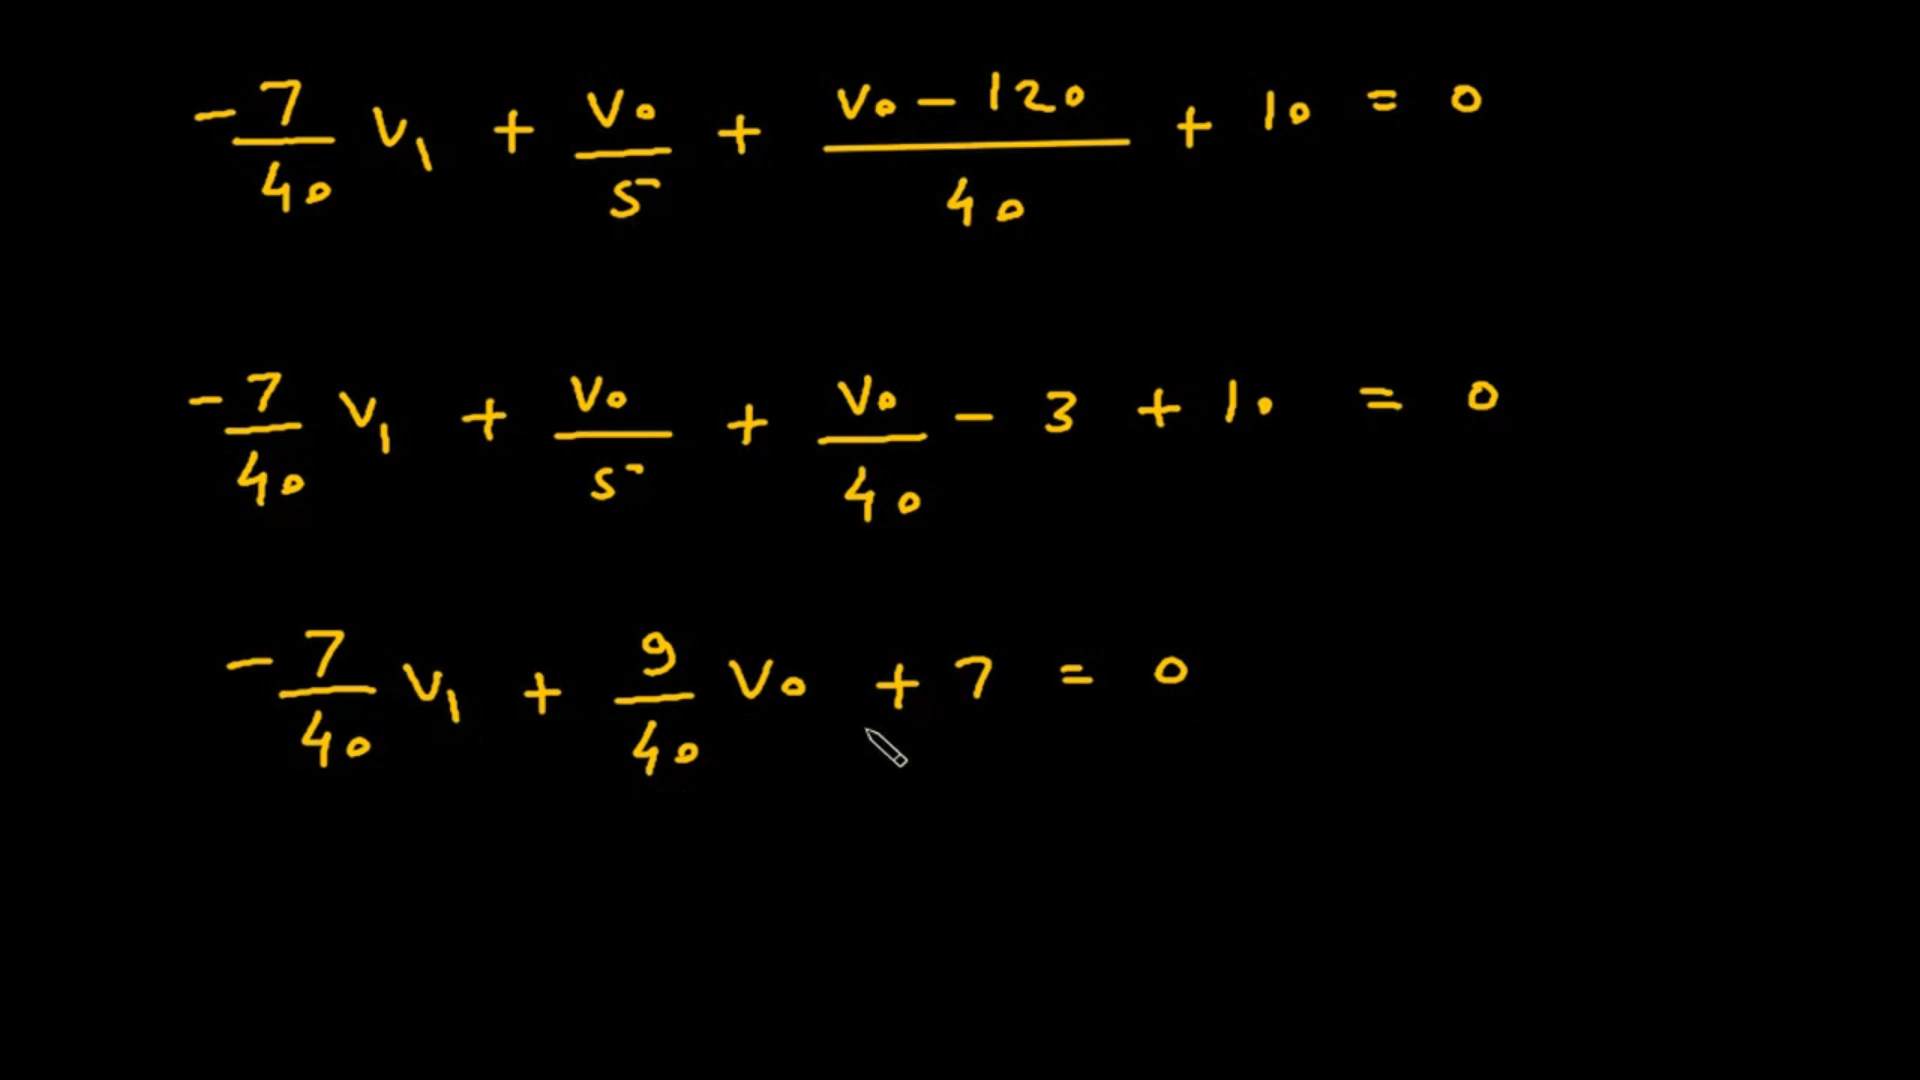 -7/40 V₁ + Vo/5 + (Vo - 120)/40 + 10 = 0
-7/40 V₁ + Vo/5 + Vo/40 - 3 + 10 = 0
-7/40 V₁ + 9/40 Vo + 7 = 0